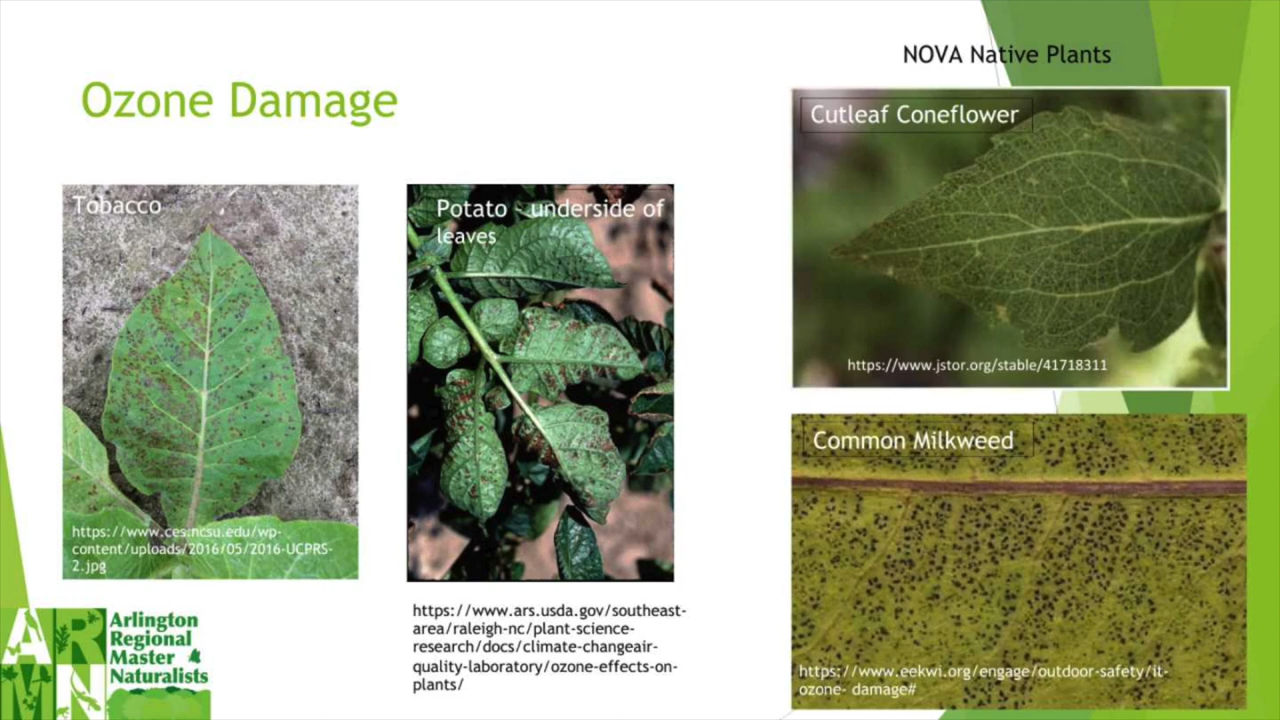 NOVA Native Plants
Ozone Damage
Tobacco
https://www.ces.ncsu.edu/wp-
content/uploads/2016/05/2016-UCPRS-
2.jpg
Potato - underside of
leaves
https://www.ars.usda.gov/southeast-
area/raleigh-nc/plant-science-
research/docs/climate-changeair-
quality-laboratory/ozone-effects-on-
plants/
Cutleaf Coneflower
https://www.jstor.org/stable/41718311
Common Milkweed
https://www.eekwi.org/engage/outdoor-safety/it-
ozone- damage#
AR
MN
Arlington
Regional
Master
Naturalists